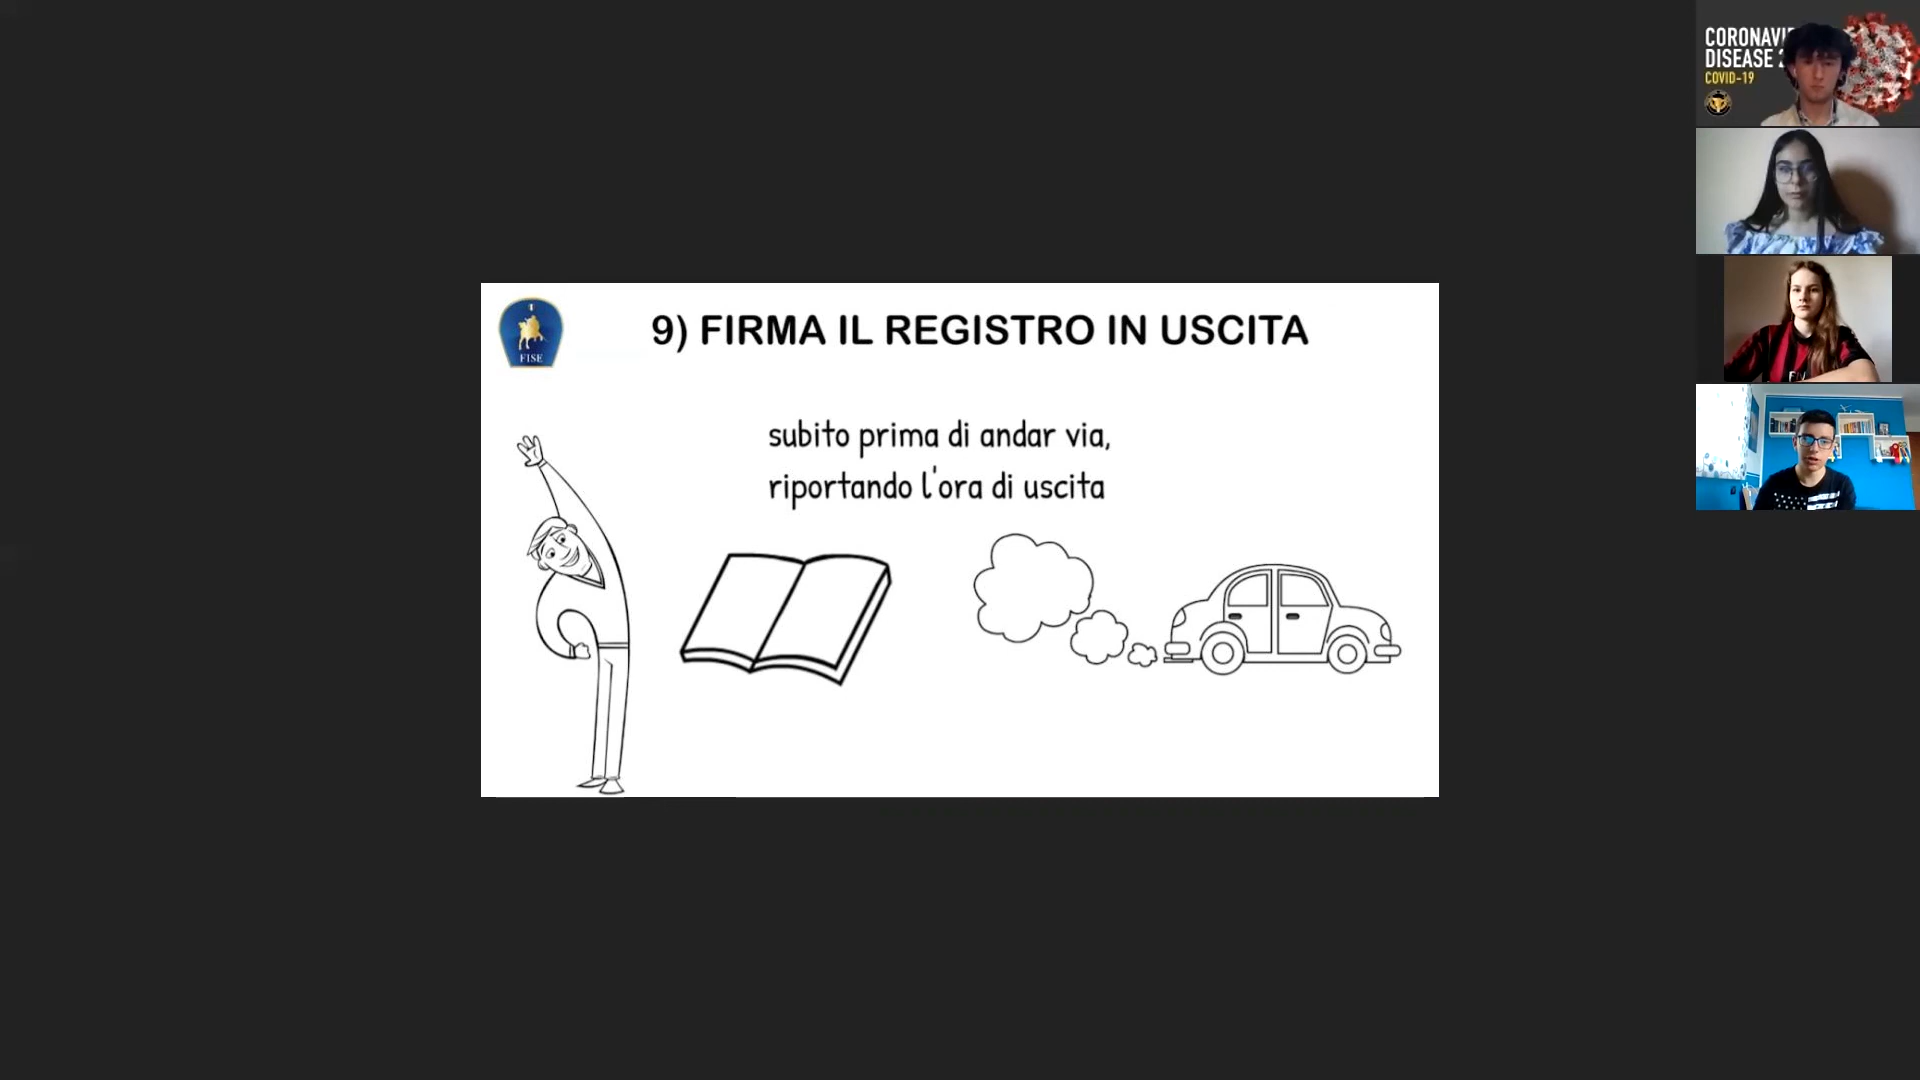 FISE
9) FIRMA IL REGISTRO IN USCITA
subito prima di andar via,
riportando l'ora di uscita
DISEASE
COVID-19